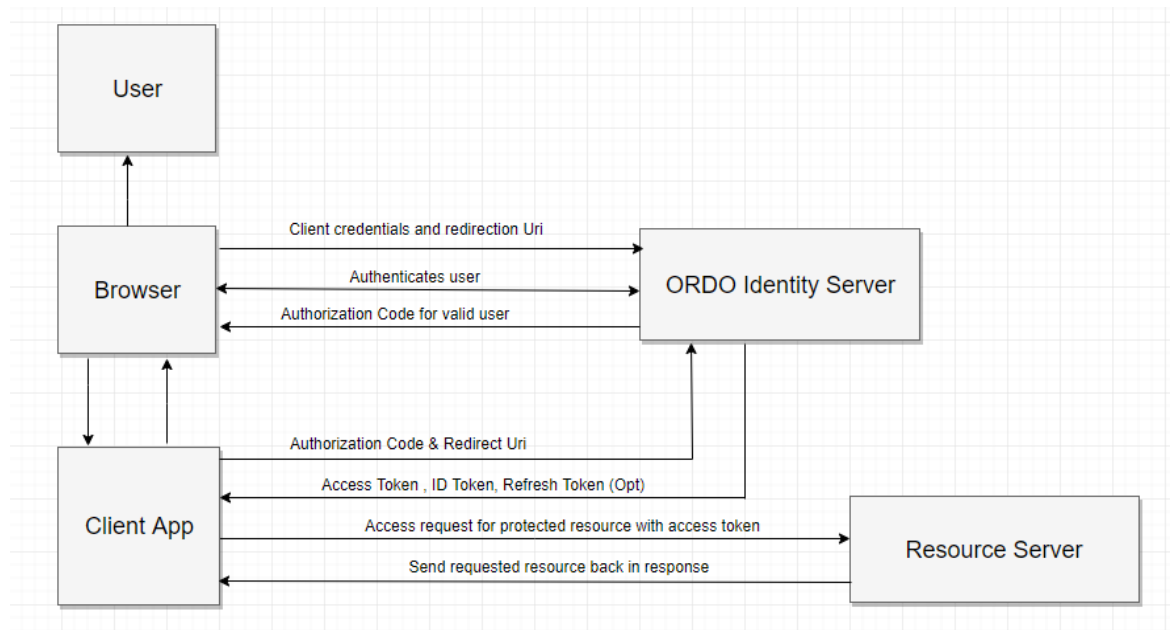 User
Client credentials and redirection Uri
Browser
Authenticates user
ORDO Identity Server
Authorization Code for valid user
Authorization Code & Redirect Uri
Access Token , ID Token, Refresh Token (Opt)
Client App
Access request for protected resource with access token
Resource Server
Send requested resource back in response